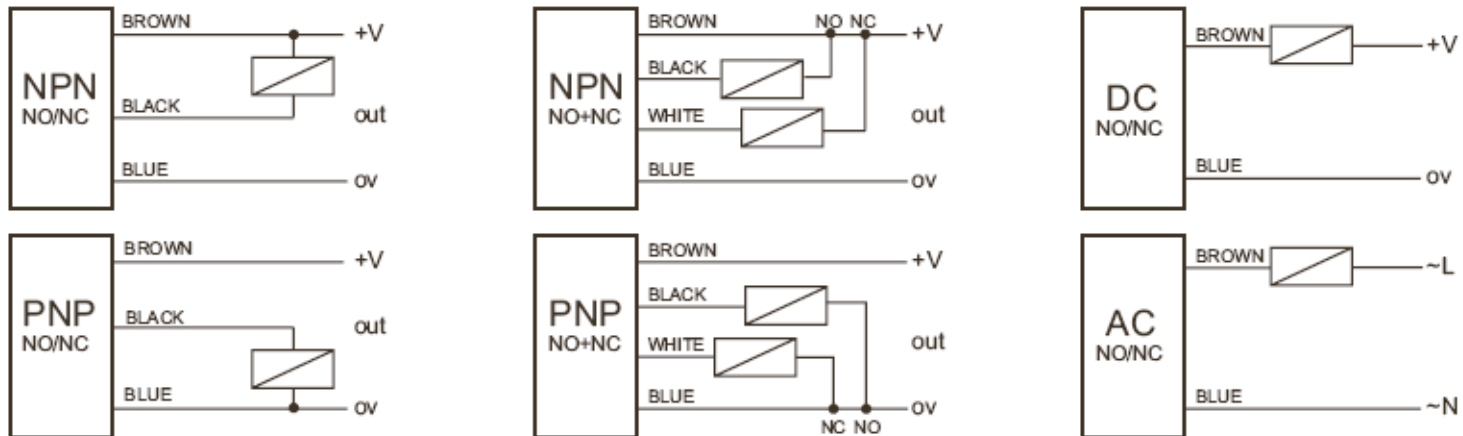 BROWN
+V
NPN
NO/NC
BLACK
out
BLUE
ov
BROWN
NO NC
+V
BLACK
NPN
NO+NC
WHITE
out
BLUE
ov
BROWN
+V
DC
NO/NC
BLUE
ov
BROWN
+V
PNP
NO/NC
BLACK
out
BLUE
ov
BROWN
+V
BLACK
PNP
NO+NC
WHITE
out
BLUE
ov
NC NO
BROWN
~L
AC
NO/NC
BLUE
~N